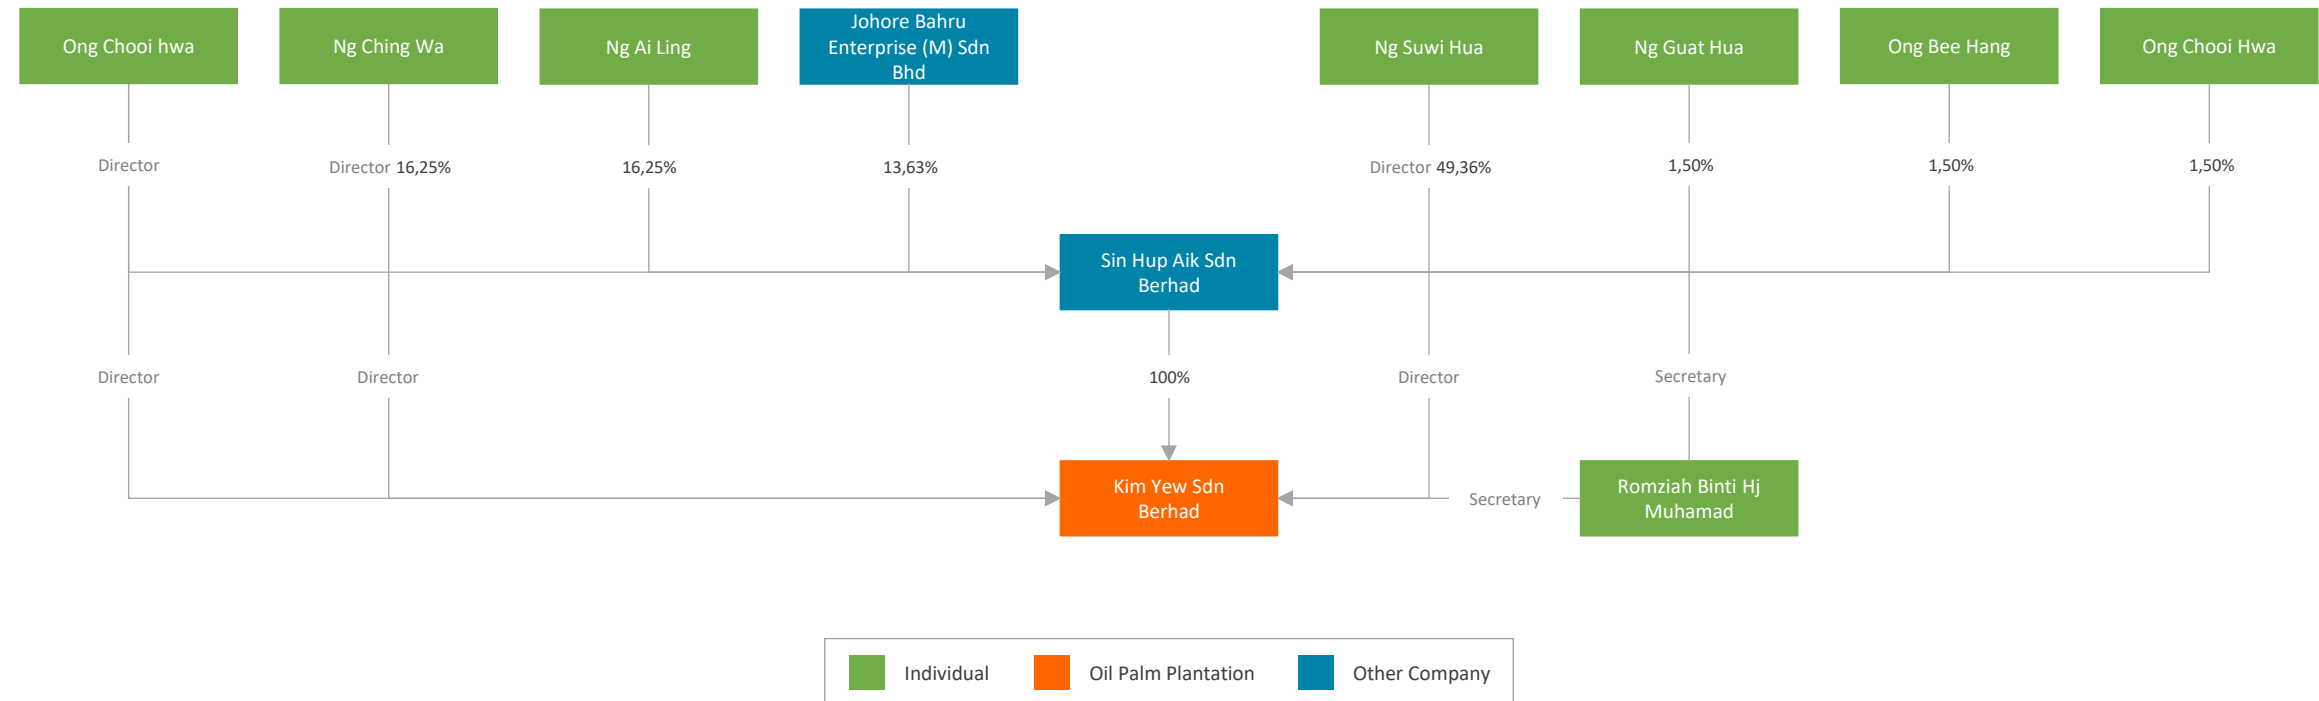 Ong Chooi hwa
Ng Ching Wa
Ng Ai Ling
Johore Bahru
Enterprise (M) Sdn
Bhd
Ng Suwi Hua
Ng Guat Hua
Ong Bee Hang
Ong Chooi Hwa
Director
Director 16,25%
16,25%
13,63%
Director 49,36%
1,50%
1,50%
1,50%
Sin Hup Aik Sdn
Berhad
Director
Director
100%
Director
Secretary
Kim Yew Sdn
Berhad
Secretary
Romziah Binti Hj
Muhamad
Individual
Oil Palm Plantation
Other Company